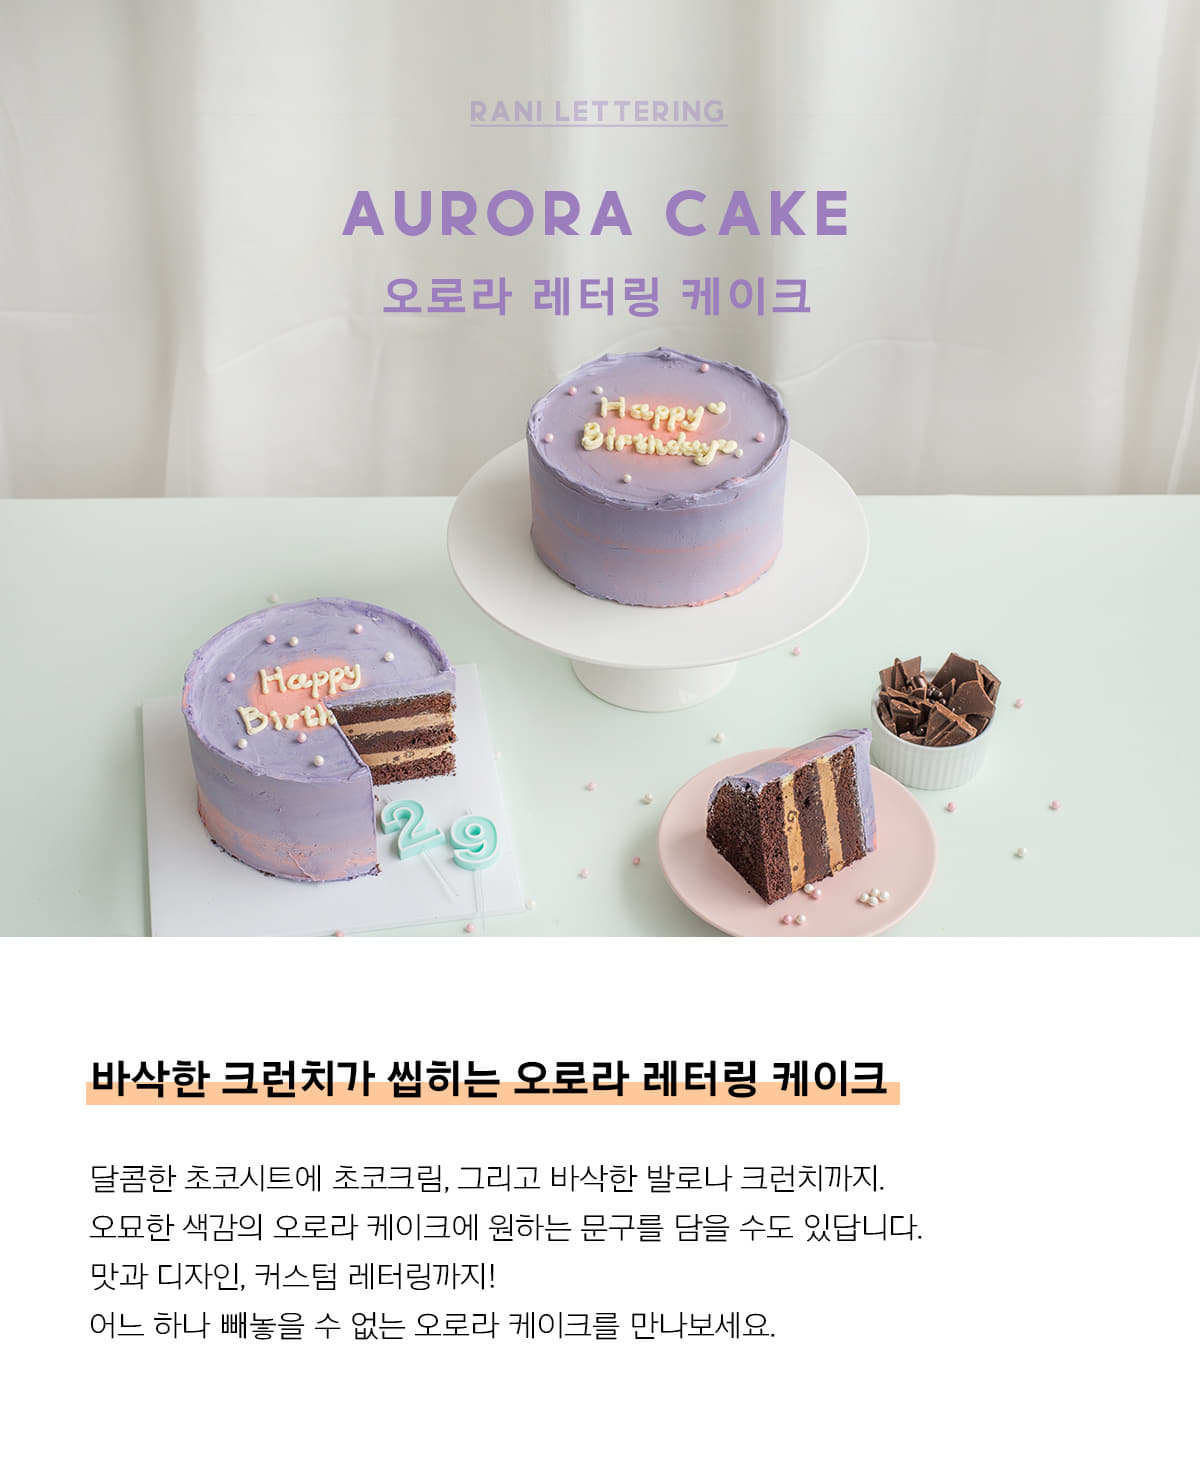 RANI LETTERING
AURORA CAKE
오로라 레터링 케이크
Happy
Birthday
Happy
Birth
29
바삭한 크런치가 씹히는 오로라 레터링 케이크
달콤한 초코시트에 초코크림, 그리고 바삭한 발로나 크런치까지.
오묘한 색감의 오로라 케이크에 원하는 문구를 담을 수도 있답니다.
맛과 디자인, 커스텀 레터링까지!
어느 하나 빼놓을 수 없는 오로라 케이크를 만나보세요.